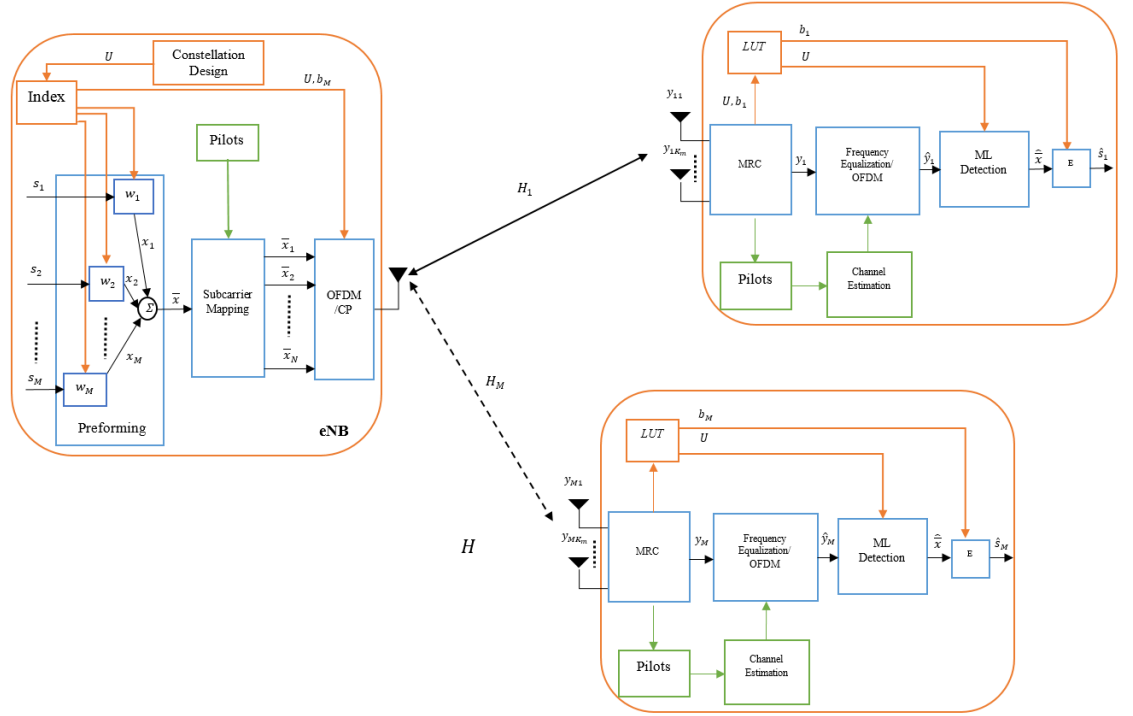 U
Constellation
Design
Index
U, b_M
Pilots
s_1
w_1
x_1
s_2
w_2
x_2
Σ
x̅
Subcarrier
Mapping
x̅_1
x̅_2
x̅_N
OFDM
/CP
x_M
s_M
w_M
Preforming
eNB
H_1
H_M
H
LUT
b_1
U
y_11
U, b_1
y_1K_m
MRC
y_1
Frequency
Equalization/
OFDM
ŷ_1
ML
Detection
x̅̂
E
ŝ_1
Pilots
Channel
Estimation
LUT
b_M
U
y_M1
y_MK_m
MRC
y_M
Frequency
Equalization/
OFDM
ŷ_M
ML
Detection
x̅̂
E
ŝ_M
Pilots
Channel
Estimation